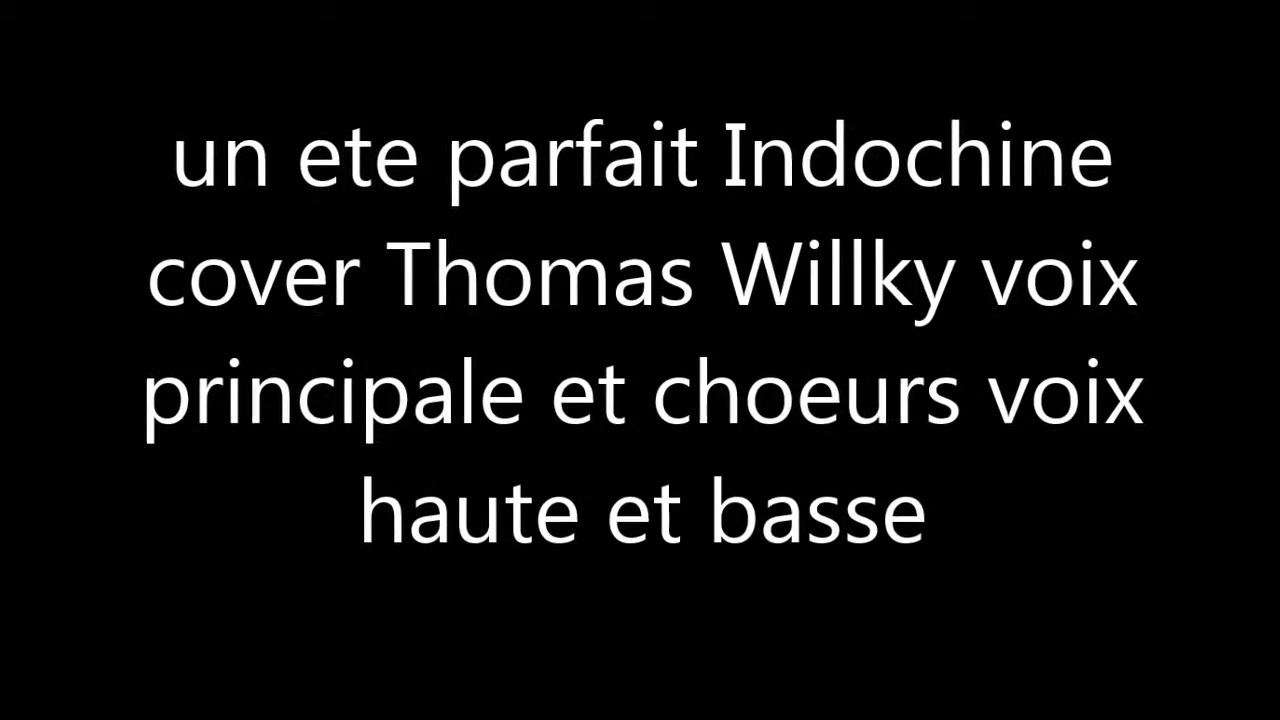 un ete parfait Indochine
cover Thomas Willky voix
principale et choeurs voix
haute et basse